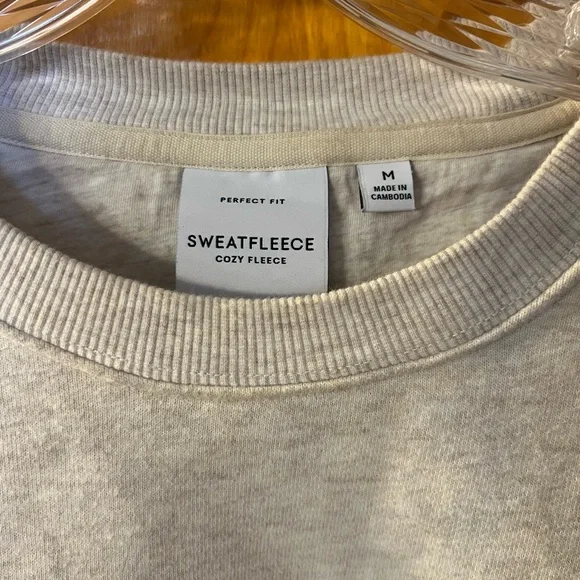 PERFECT FIT
SWEATFLEECE
COZY FLEECE
M
MADE IN
CAMBODIA